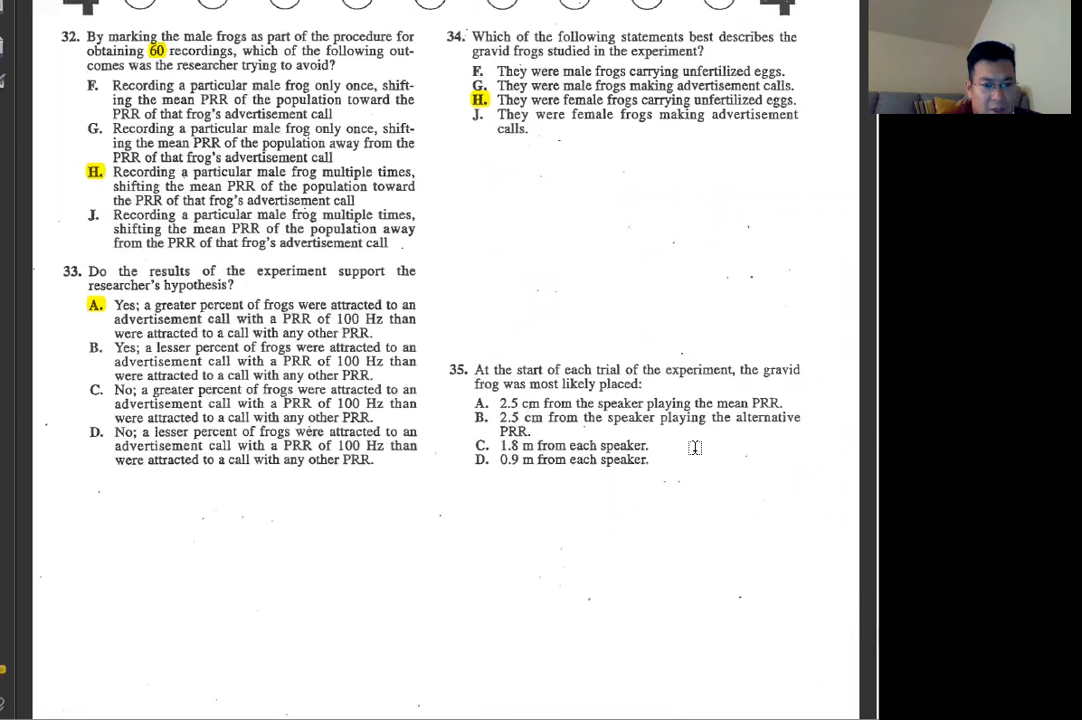 4
4
32. By marking the male frogs as part of the procedure for
obtaining 60 recordings, which of the following out-
comes was the researcher trying to avoid?
F. Recording a particular male frog only once, shift-
ing the mean PRR of the population toward the
PRR of that frog's advertisement call
G. Recording a particular male frog only once, shift-
ing the mean PRR of the population away from the
PRR of that frog's advertisement call
H. Recording a particular male frog multiple times,
shifting the mean PRR of the population toward
the PRR of that frog's advertisement call
J. Recording a particular male frog multiple times,
shifting the mean PRR of the population away
from the PRR of that frog's advertisement call
33. Do the results of the experiment support the
researcher's hypothesis?
A. Yes; a greater percent of frogs were attracted to an
advertisement call with a PRR of 100 Hz than
were attracted to a call with any other PRR.
B. Yes; a lesser percent of frogs were attracted to an
advertisement call with a PRR of 100 Hz than
were attracted to a call with any other PRR.
C. No; a greater percent of frogs were attracted to an
advertisement call with a PRR of 100 Hz than
were attracted to a call with any other PRR.
D. No; a lesser percent of frogs were attracted to an
advertisement call with a PRR of 100 Hz than
were attracted to a call with any other PRR.
34. Which of the following statements best describes the
gravid frogs studied in the experiment?
F. They were male frogs carrying unfertilized eggs.
G. They were male frogs making advertisement calls.
H. They were female frogs carrying unfertilized eggs.
J. They were female frogs making advertisement
calls.
35. At the start of each trial of the experiment, the gravid
frog was most likely placed:
A. 2.5 cm from the speaker playing the mean PRR.
B. 2.5 cm from the speaker playing the alternative
PRR.
C. 1.8 m from each speaker.
D. 0.9 m from each speaker.